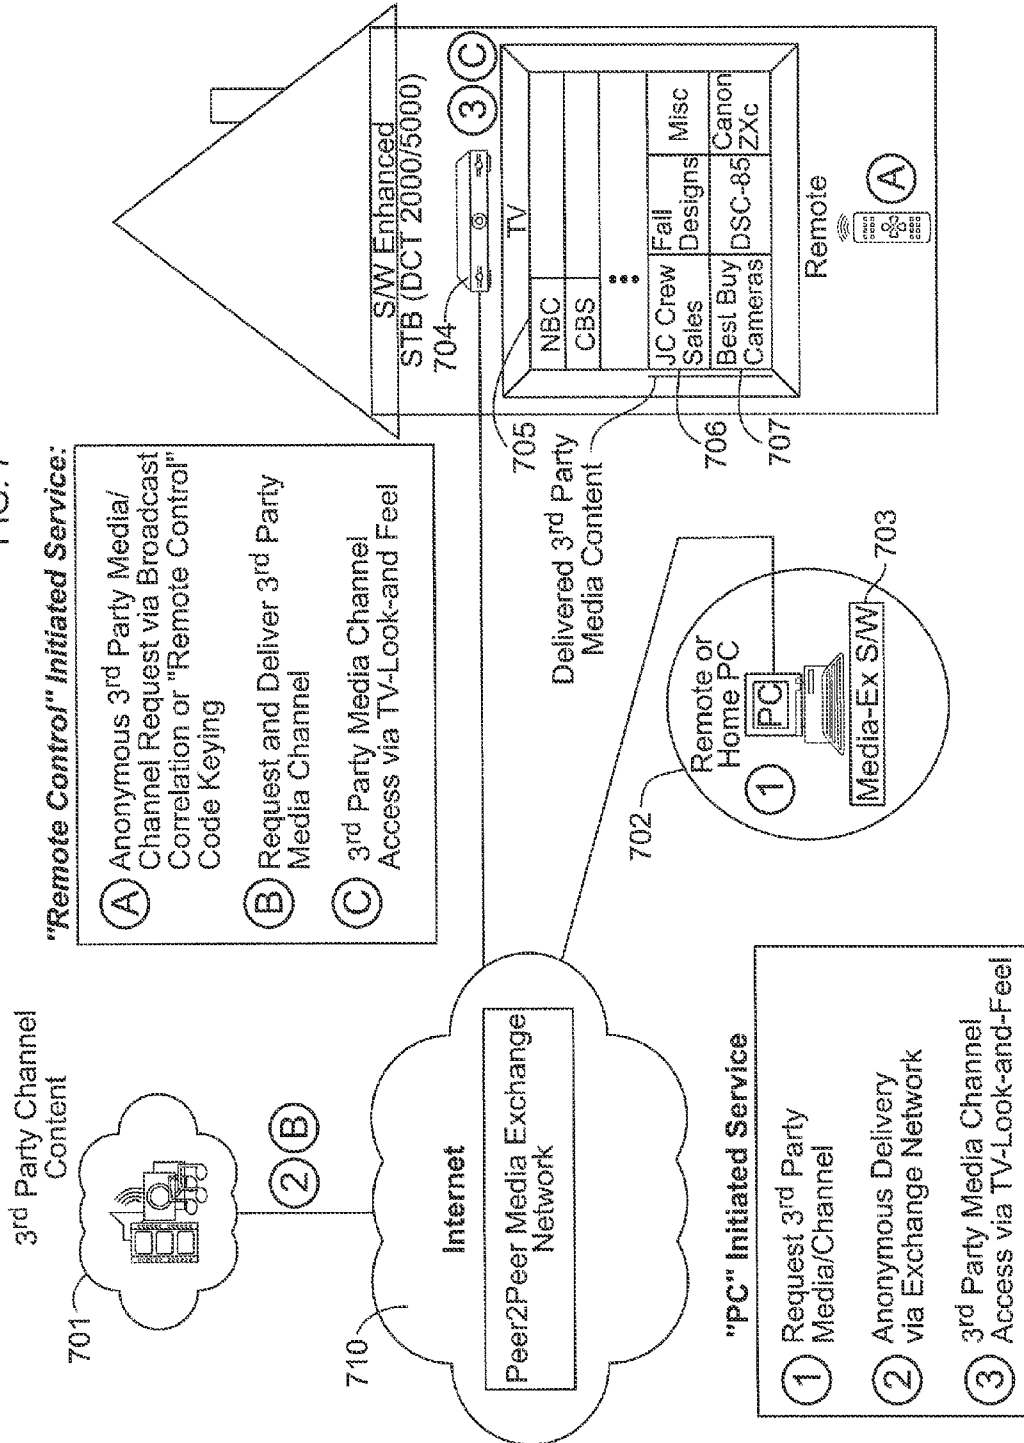 3rd Party Channel
Content
701
2
B
"Remote Control" Initiated Service:
A Anonymous 3rd Party Media/
Channel Request via Broadcast
Correlation or "Remote Control"
Code Keying
B Request and Deliver 3rd Party
Media Channel
C 3rd Party Media Channel
Access via TV-Look-and Feel
S/W Enhanced
STB (DCT 2000/5000)
704
3
C
TV
705
NBC
CBS
JC Crew
Sales
Fall
Designs
Misc
Best Buy
Cameras
DSC-85
Canon
ZXc
Delivered 3rd Party
Media Content
706
707
Remote
A
710
Internet
Peer2Peer Media Exchange
Network
702
Remote or
Home PC
1
PC
Media-Ex S/W
703
"PC" Initiated Service
1 Request 3rd Party
Media/Channel
2 Anonymous Delivery
via Exchange Network
3 3rd Party Media Channel
Access via TV-Look-and-Feel